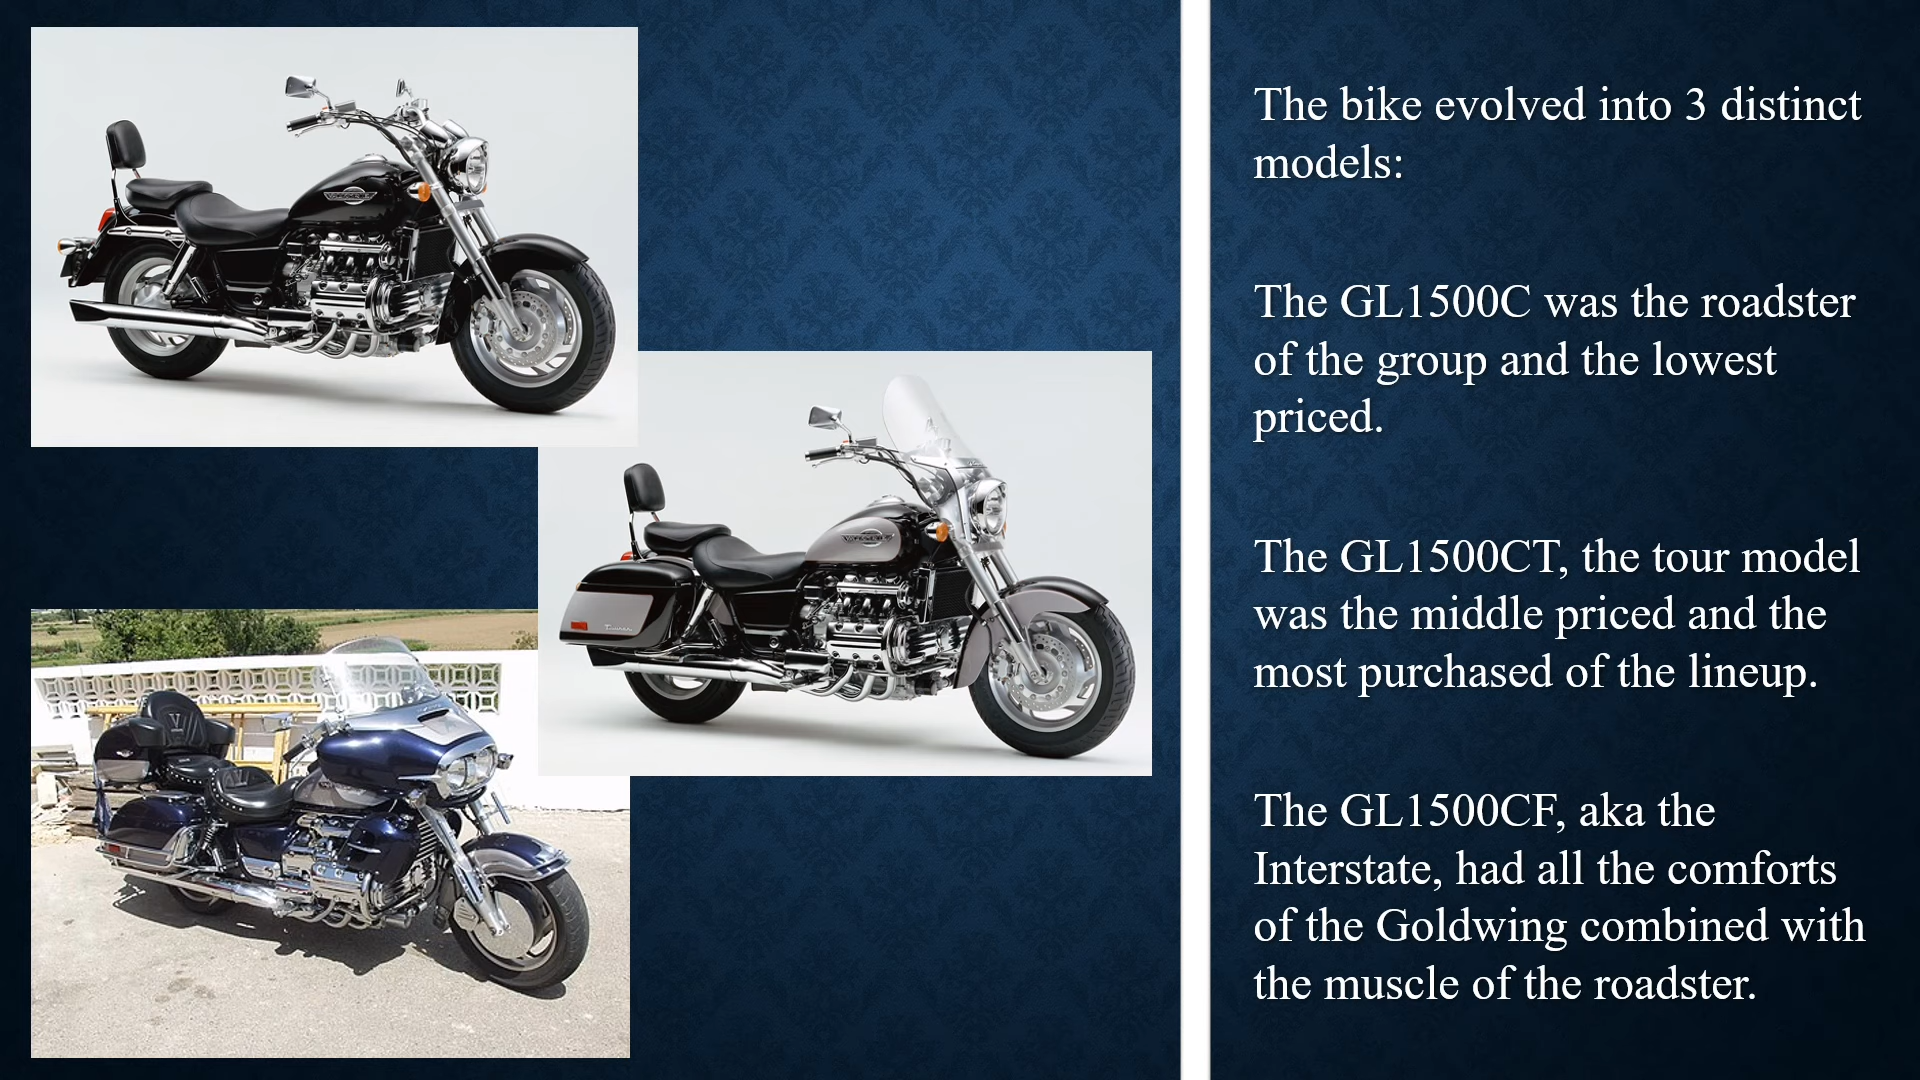 The bike evolved into 3 distinct
models:
The GL1500C was the roadster
of the group and the lowest
priced.
The GL1500CT, the tour model
was the middle priced and the
most purchased of the lineup.
The GL1500CF, aka the
Interstate, had all the comforts
of the Goldwing combined with
the muscle of the roadster.